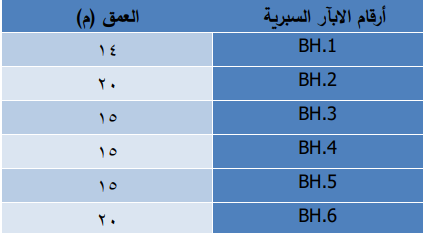 أرقام الابآر السبرية العمق (م)
BH.1 ١٤
BH.2 ٢٠
BH.3 ١٥
BH.4 ١٥
BH.5 ١٥
BH.6 ٢٠